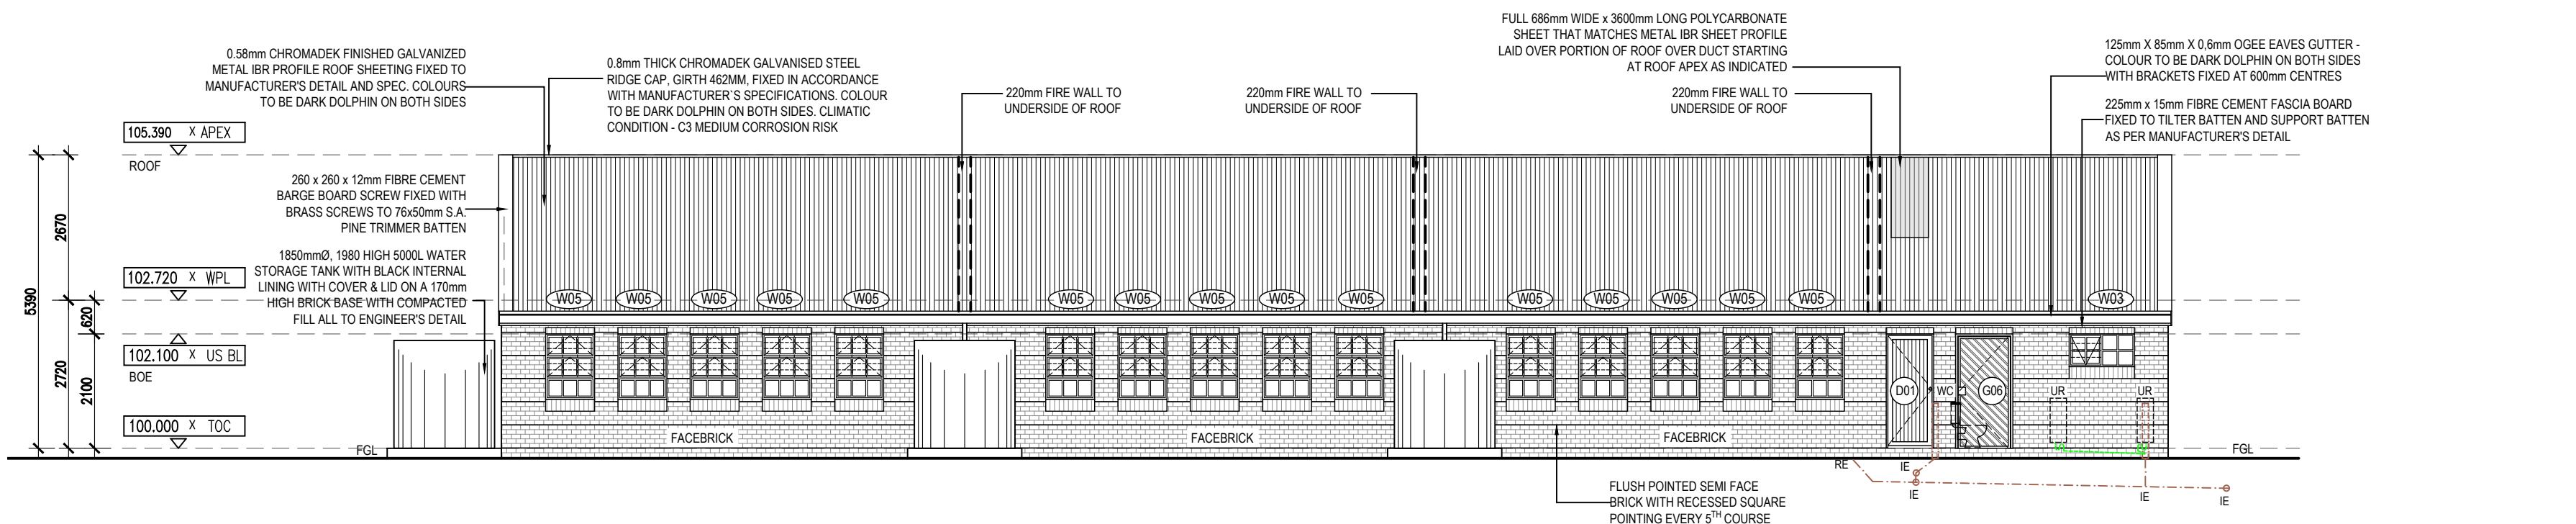 0.58mm CHROMADEK FINISHED GALVANIZED
METAL IBR PROFILE ROOF SHEETING FIXED TO
MANUFACTURER'S DETAIL AND SPEC. COLOURS
TO BE DARK DOLPHIN ON BOTH SIDES
0.8mm THICK CHROMADEK GALVANISED STEEL
RIDGE CAP, GIRTH 462MM, FIXED IN ACCORDANCE
WITH MANUFACTURER`S SPECIFICATIONS. COLOUR
TO BE DARK DOLPHIN ON BOTH SIDES. CLIMATIC
CONDITION - C3 MEDIUM CORROSION RISK
220mm FIRE WALL TO
UNDERSIDE OF ROOF
220mm FIRE WALL TO
UNDERSIDE OF ROOF
FULL 686mm WIDE x 3600mm LONG POLYCARBONATE
SHEET THAT MATCHES METAL IBR SHEET PROFILE
LAID OVER PORTION OF ROOF OVER DUCT STARTING
AT ROOF APEX AS INDICATED
220mm FIRE WALL TO
UNDERSIDE OF ROOF
125mm X 85mm X 0,6mm OGEE EAVES GUTTER -
COLOUR TO BE DARK DOLPHIN ON BOTH SIDES
WITH BRACKETS FIXED AT 600mm CENTRES
225mm x 15mm FIBRE CEMENT FASCIA BOARD
FIXED TO TILTER BATTEN AND SUPPORT BATTEN
AS PER MANUFACTURER'S DETAIL
105.390 X APEX
ROOF
260 x 260 x 12mm FIBRE CEMENT
BARGE BOARD SCREW FIXED WITH
BRASS SCREWS TO 76x50mm S.A.
PINE TRIMMER BATTEN
1850mmØ, 1980 HIGH 5000L WATER
STORAGE TANK WITH BLACK INTERNAL
LINING WITH COVER & LID ON A 170mm
HIGH BRICK BASE WITH COMPACTED
FILL ALL TO ENGINEER'S DETAIL
102.720 X WPL
102.100 X US BL
BOE
100.000 X TOC
5390
2670
2720
620
2100
W05 W05 W05 W05 W05 W05 W05 W05 W05 W05 W05 W05 W05 W05 W05 W03
D01 WC G06 UR UR
FACEBRICK FACEBRICK FACEBRICK
FGL FGL
RE IE
IE IE IE
FLUSH POINTED SEMI FACE
BRICK WITH RECESSED SQUARE
POINTING EVERY 5TH COURSE